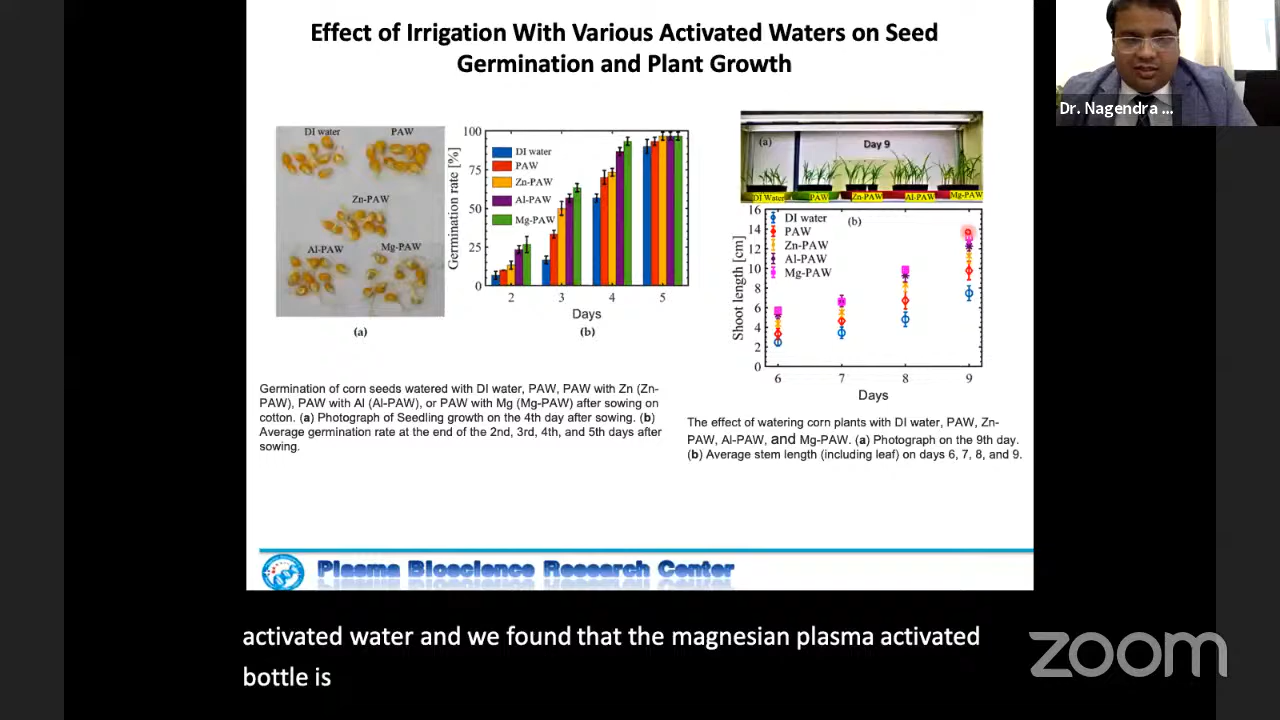 Effect of Irrigation With Various Activated Waters on Seed
Germination and Plant Growth
Dr. Nagendra ...
DI water
PAW
Zn-PAW
Al-PAW
Mg-PAW
(a)
Germination rate [%]
100
75
50
25
0
DI water
PAW
Zn-PAW
Al-PAW
Mg-PAW
2
3
4
5
Days
(b)
(a)
Day 9
DI Water
PAW
Zn-PAW
Al-PAW
Mg-PAW
Shoot length [cm]
16
14
12
10
8
6
4
2
0
DI water
PAW
Zn-PAW
Al-PAW
Mg-PAW
(b)
6
7
8
9
Days
Germination of corn seeds watered with DI water, PAW, PAW with Zn (Zn-
PAW), PAW with Al (Al-PAW), or PAW with Mg (Mg-PAW) after sowing on
cotton. (a) Photograph of Seedling growth on the 4th day after sowing. (b)
Average germination rate at the end of the 2nd, 3rd, 4th, and 5th days after
sowing.
The effect of watering corn plants with DI water, PAW, Zn-
PAW, Al-PAW, and Mg-PAW. (a) Photograph on the 9th day.
(b) Average stem length (including leaf) on days 6, 7, 8, and 9.
Plasma Bioscience Research Center
activated water and we found that the magnesian plasma activated
bottle is
zoom